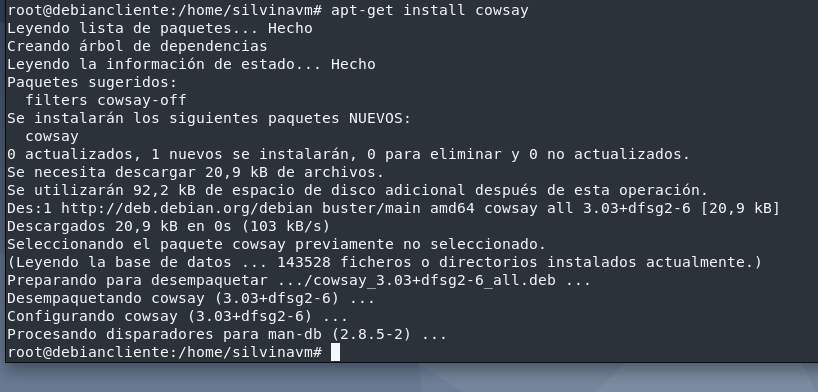 root@debiancliente:/home/silvinavm# apt-get install cowsay
Leyendo lista de paquetes... Hecho
Creando árbol de dependencias
Leyendo la información de estado... Hecho
Paquetes sugeridos:
  filters cowsay-off
Se instalarán los siguientes paquetes NUEVOS:
  cowsay
0 actualizados, 1 nuevos se instalarán, 0 para eliminar y 0 no actualizados.
Se necesita descargar 20,9 kB de archivos.
Se utilizarán 92,2 kB de espacio de disco adicional después de esta operación.
Des:1 http://deb.debian.org/debian buster/main amd64 cowsay all 3.03+dfsg2-6 [20,9 kB]
Descargados 20,9 kB en 0s (103 kB/s)
Seleccionando el paquete cowsay previamente no seleccionado.
(Leyendo la base de datos ... 143528 ficheros o directorios instalados actualmente.)
Preparando para desempaquetar .../cowsay_3.03+dfsg2-6_all.deb ...
Desempaquetando cowsay (3.03+dfsg2-6) ...
Configurando cowsay (3.03+dfsg2-6) ...
Procesando disparadores para man-db (2.8.5-2) ...
root@debiancliente:/home/silvinavm#